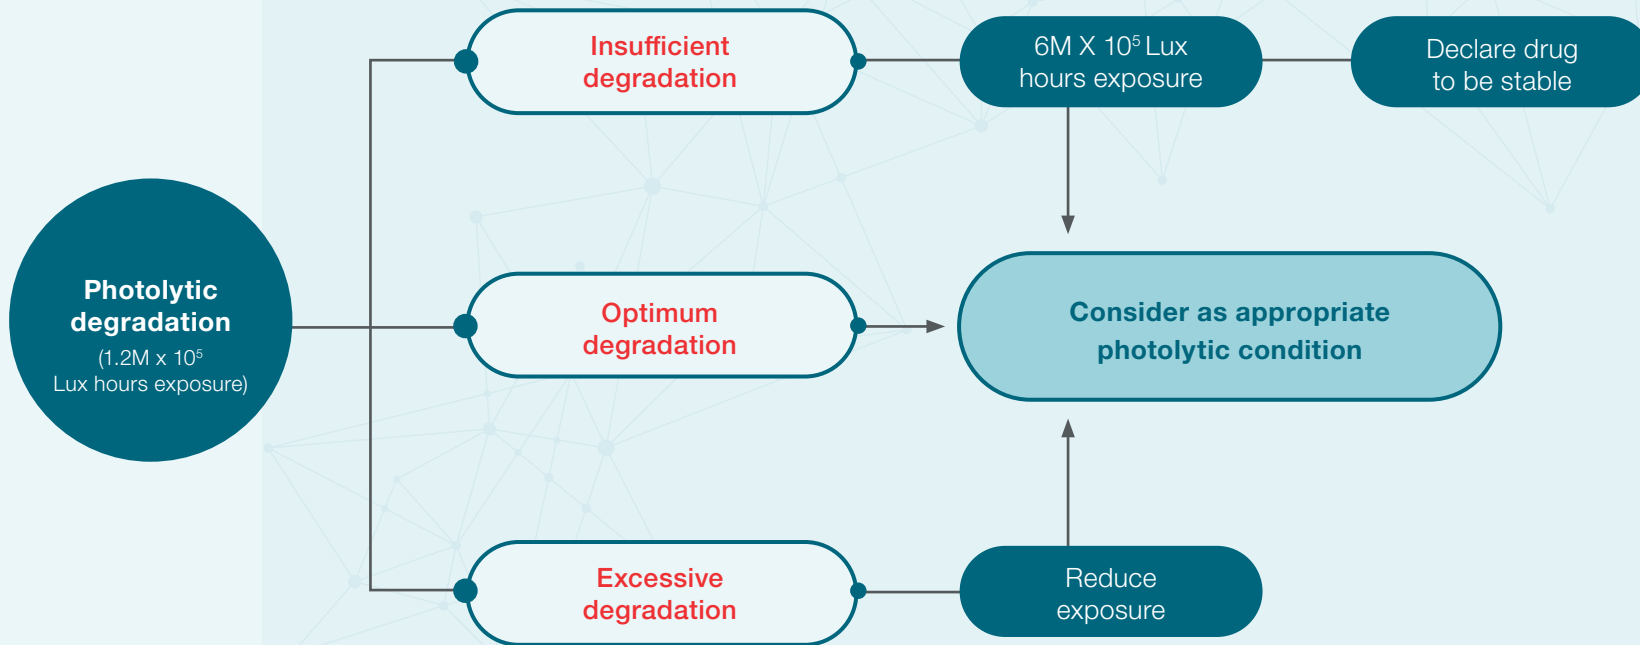 Photolytic
degradation
(1.2M x 10⁵
Lux hours exposure)
Insufficient
degradation
6M X 10⁵ Lux
hours exposure
Declare drug
to be stable
Optimum
degradation
Consider as appropriate
photolytic condition
Excessive
degradation
Reduce
exposure